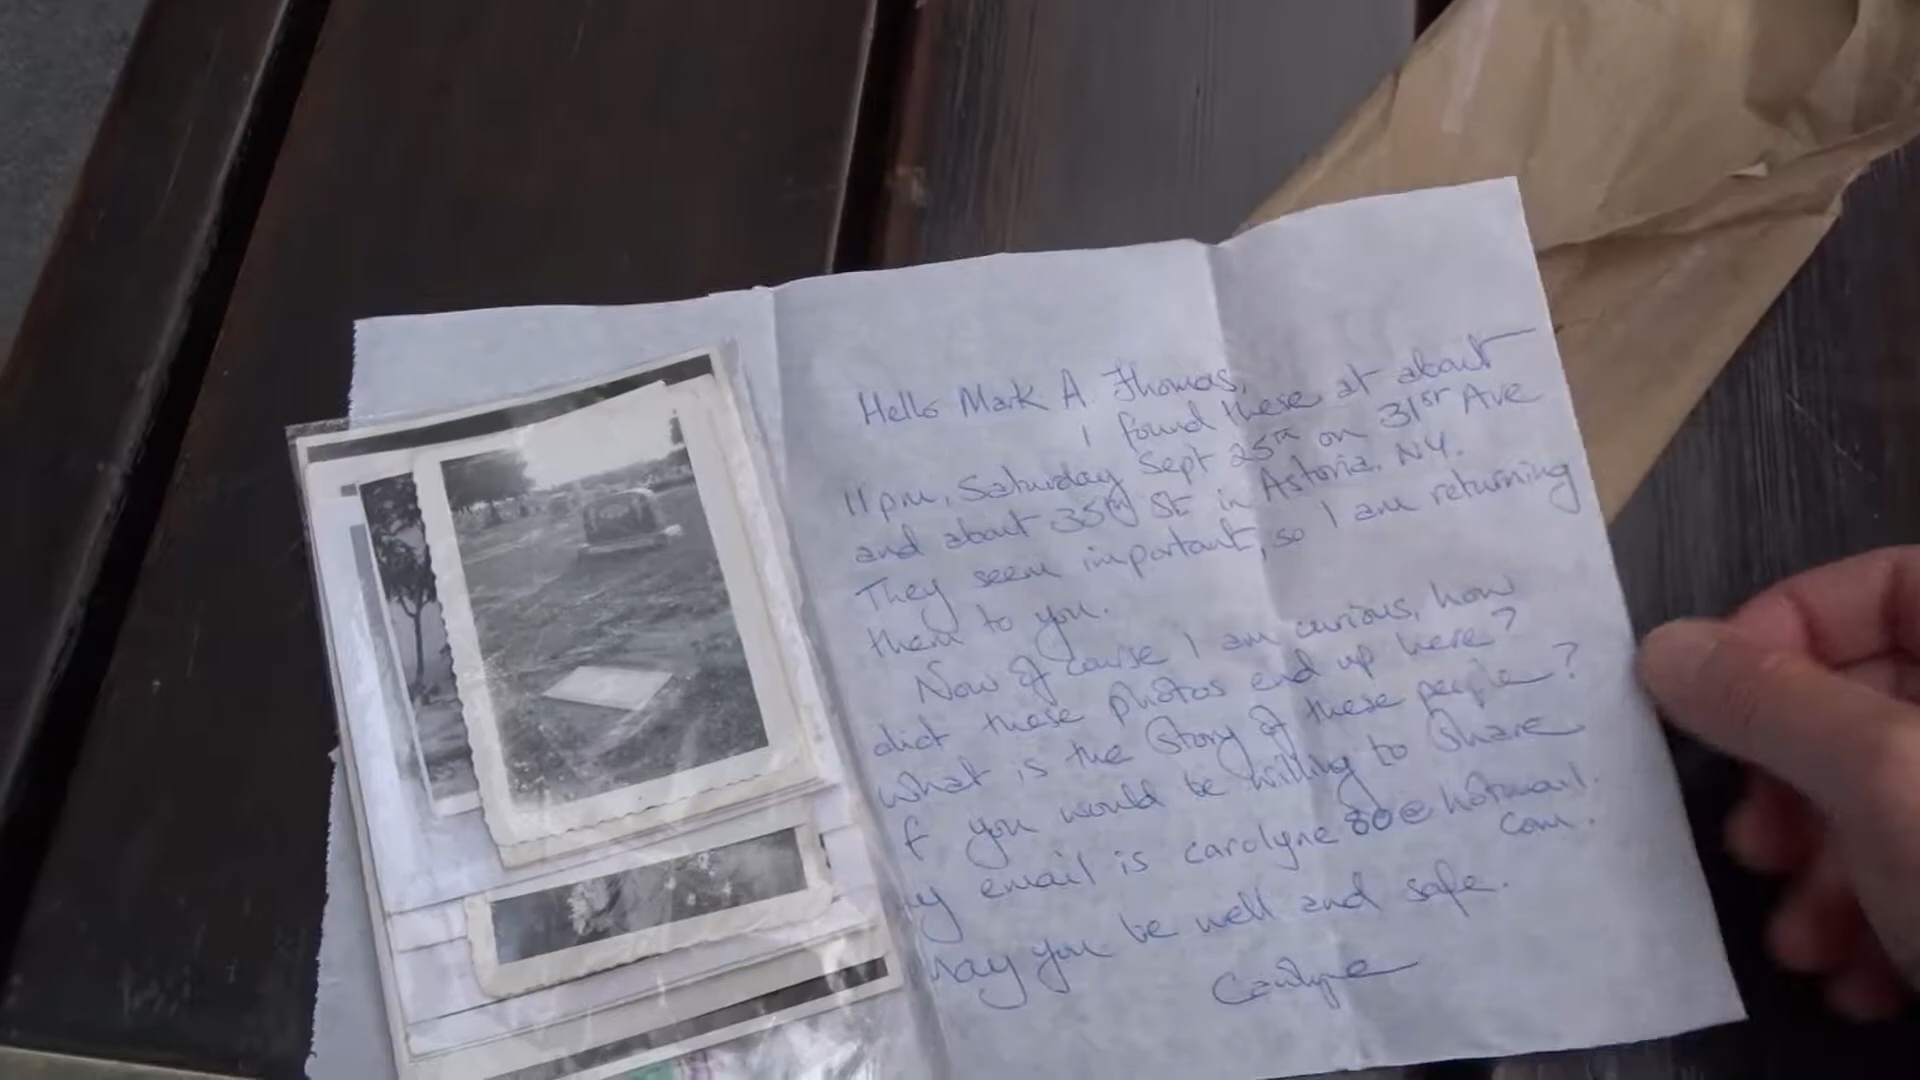 Hello Mark A. Thomas,
I found these at about
11pm, Saturday Sept 25th on 31st Ave
and about 35th St in Astoria, NY.
They seem important, so I am returning
them to you.
Now of course I am curious, how
did these photos end up here?
What is the story of these people?
f you would be willing to share
y email is carolyne80@hotmail.
com.
May you be well and safe.
Carolyne